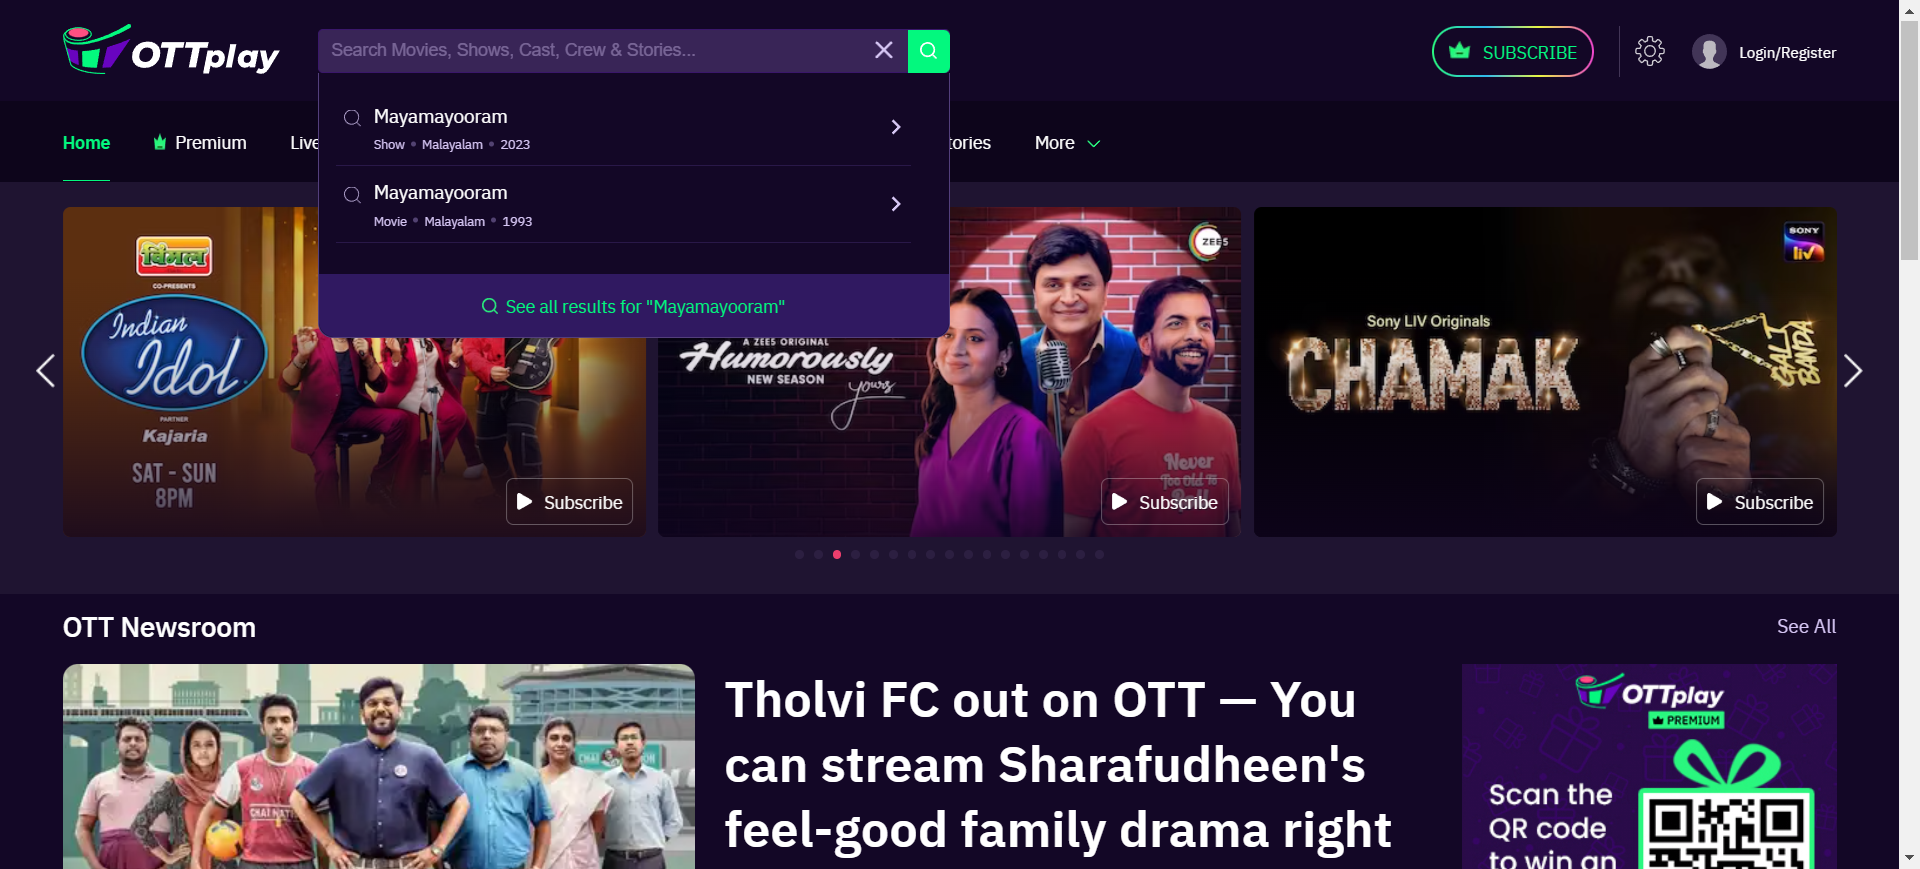 OTTplay
Search Movies, Shows, Cast, Crew & Stories...
SUBSCRIBE
Login/Register
Home
Premium
Live
tories
More
Mayamayooram
Show • Malayalam • 2023
Mayamayooram
Movie • Malayalam • 1993
See all results for "Mayamayooram"
विमल
CO-PRESENTS
Indian
Idol
PARTNER
Kajaria
SAT - SUN
8PM
Subscribe
ZEE5
A ZEE5 ORIGINAL
Humorously
NEW SEASON
yours
Never
Too Old To
Subscribe
SONY
liv
Sony LIV Originals
CHAMAK
GALI
BANDA
Subscribe
OTT Newsroom
See All
Tholvi FC out on OTT — You
can stream Sharafudheen's
feel-good family drama right
OTTplay
PREMIUM
Scan the
QR code
to win an